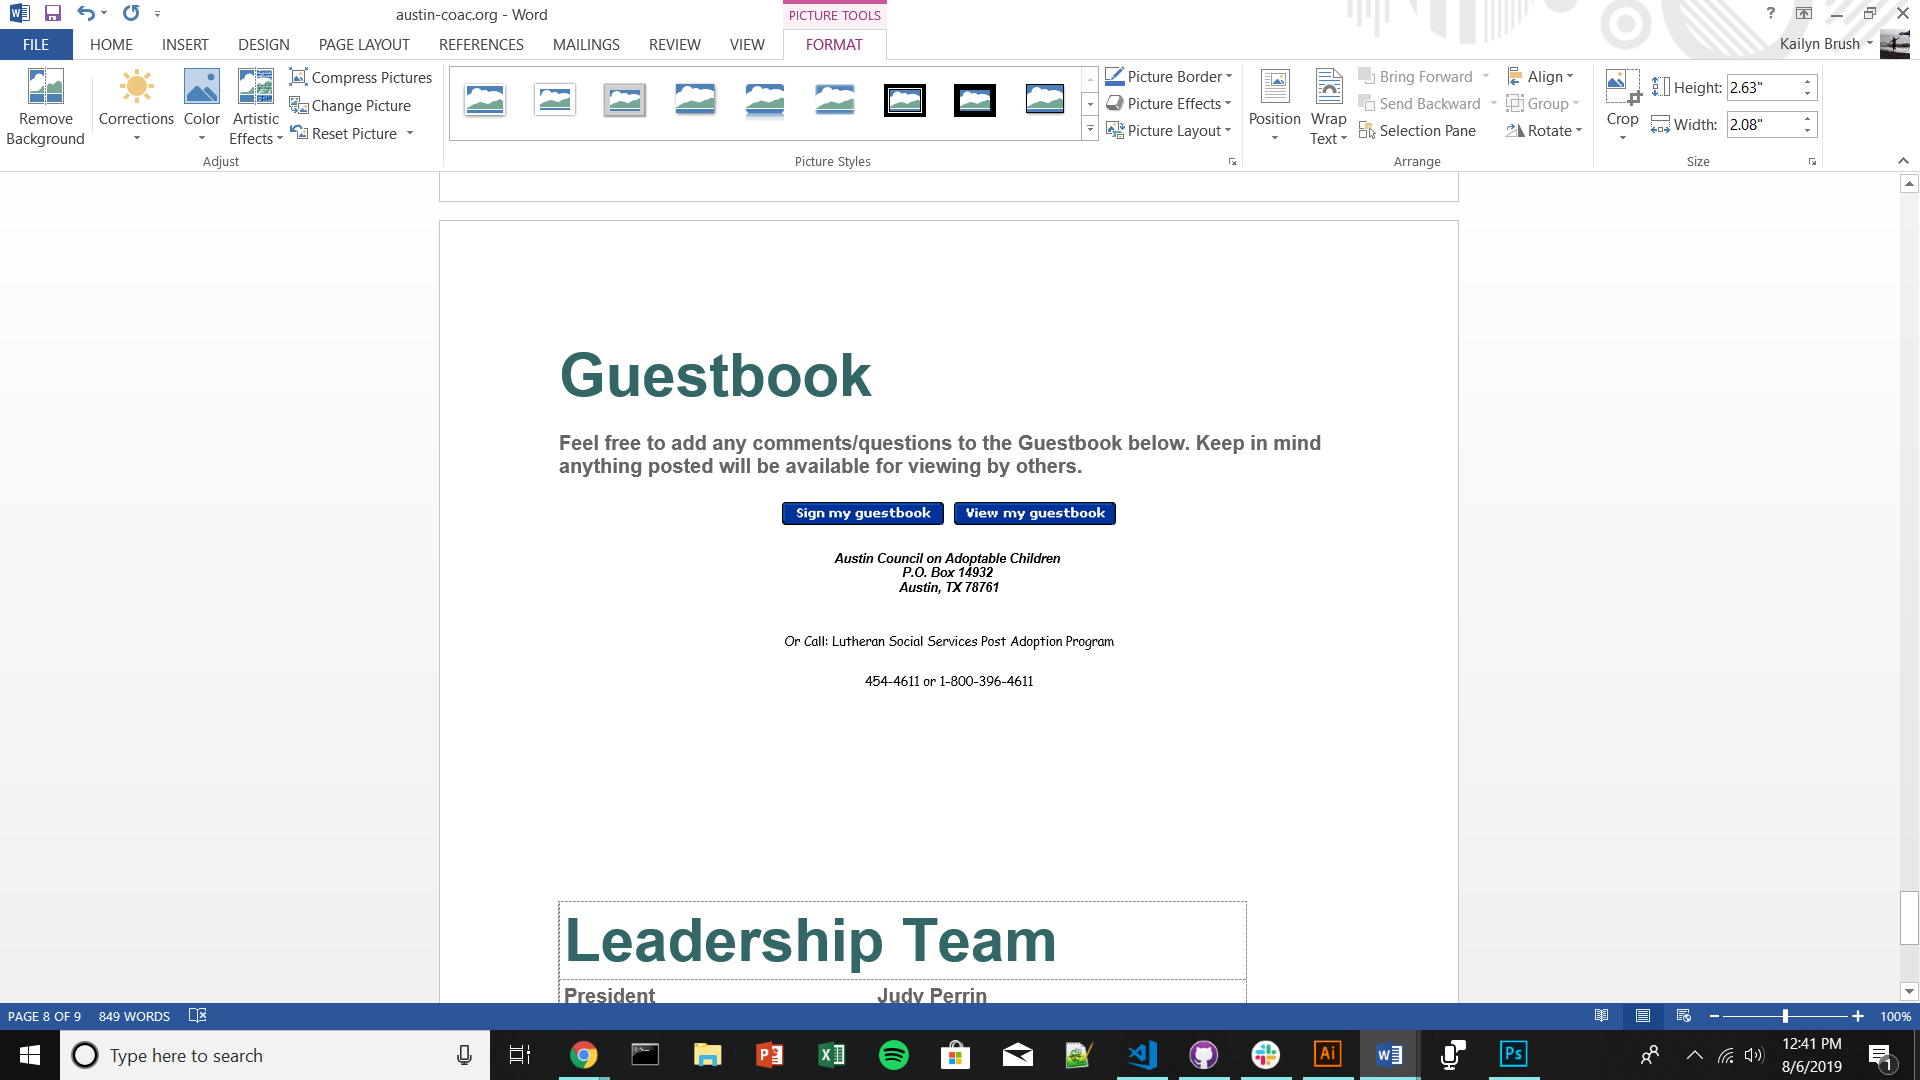 austin-coac.org - Word
PICTURE TOOLS
?
FILE HOME INSERT DESIGN PAGE LAYOUT REFERENCES MAILINGS REVIEW VIEW FORMAT
Kailyn Brush
Remove Background
Corrections
Color
Artistic Effects
Compress Pictures
Change Picture
Reset Picture
Adjust
Picture Styles
Picture Border
Picture Effects
Picture Layout
Position
Wrap Text
Bring Forward
Send Backward
Selection Pane
Align
Group
Rotate
Arrange
Crop
Height: 2.63"
Width: 2.08"
Size
Guestbook
Feel free to add any comments/questions to the Guestbook below. Keep in mind
anything posted will be available for viewing by others.
Sign my guestbook View my guestbook
Austin Council on Adoptable Children
P.O. Box 14932
Austin, TX 78761
Or Call: Lutheran Social Services Post Adoption Program
454-4611 or 1-800-396-4611
Leadership Team
President Judy Perrin
PAGE 8 OF 9 849 WORDS 100%
Type here to search
Ai
Ps
12:41 PM
8/6/2019
1